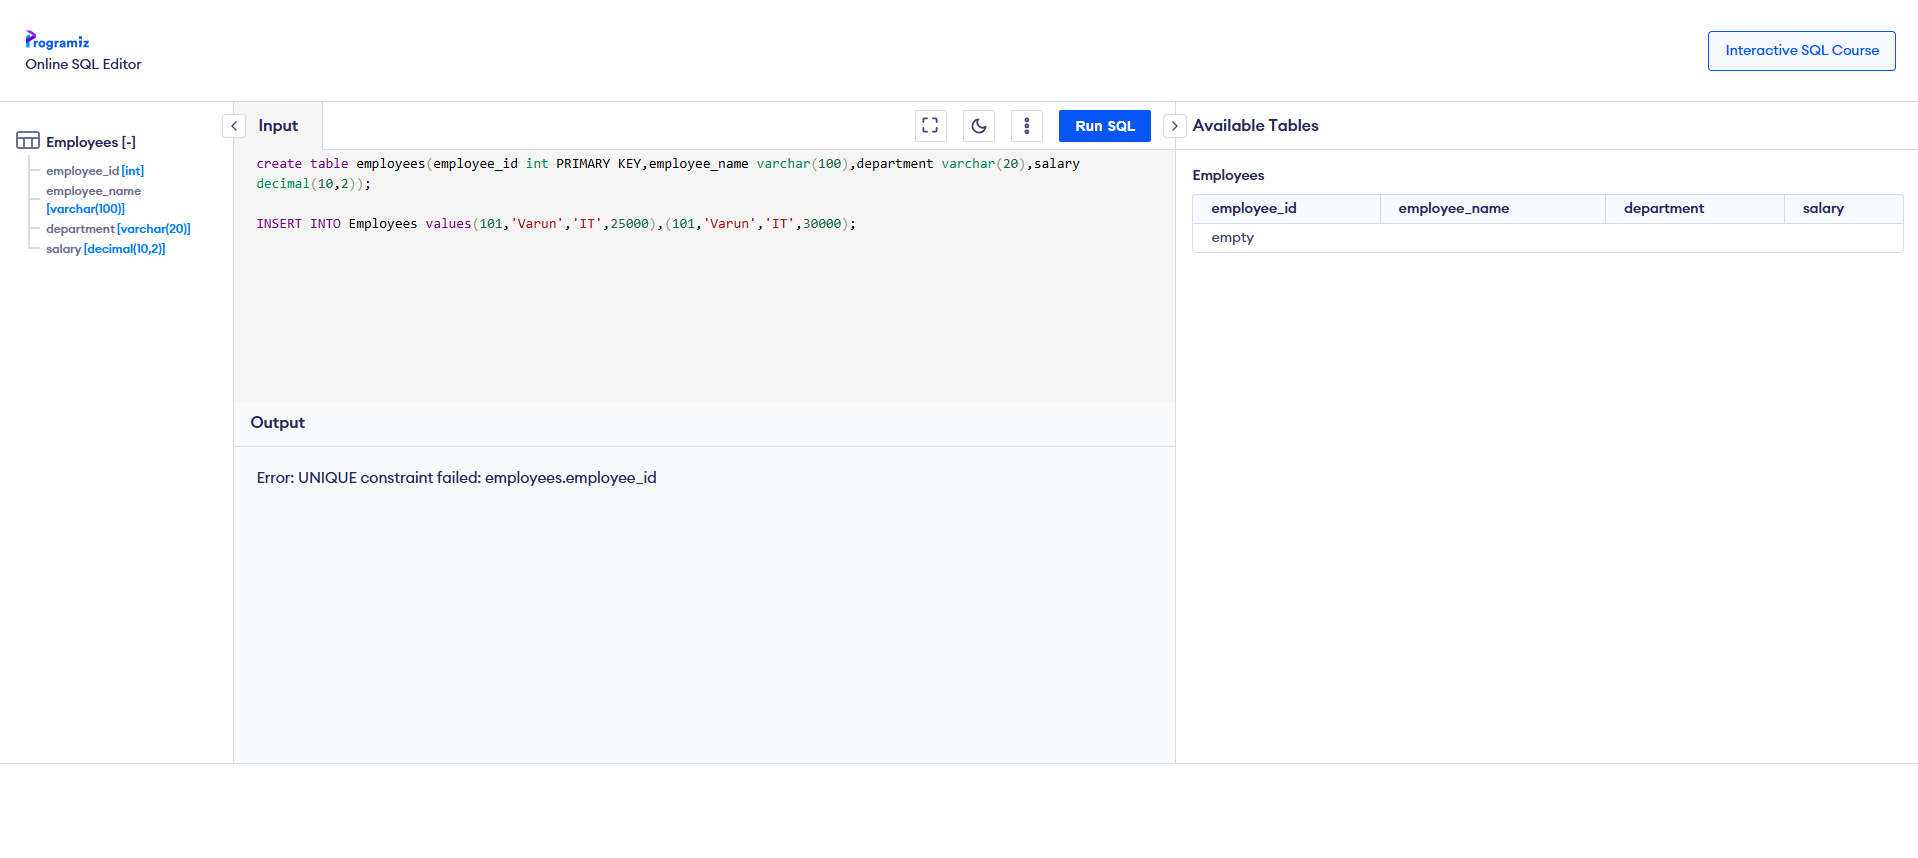 Programiz
Online SQL Editor
Interactive SQL Course
Employees [-]
employee_id [int]
employee_name
[varchar(100)]
department [varchar(20)]
salary [decimal(10,2)]
Input
Run SQL
create table employees(employee_id int PRIMARY KEY,employee_name varchar(100),department varchar(20),salary
decimal(10,2));
INSERT INTO Employees values(101,'Varun','IT',25000),(101,'Varun','IT',30000);
Output
Error: UNIQUE constraint failed: employees.employee_id
Available Tables
Employees
employee_id employee_name department salary
empty